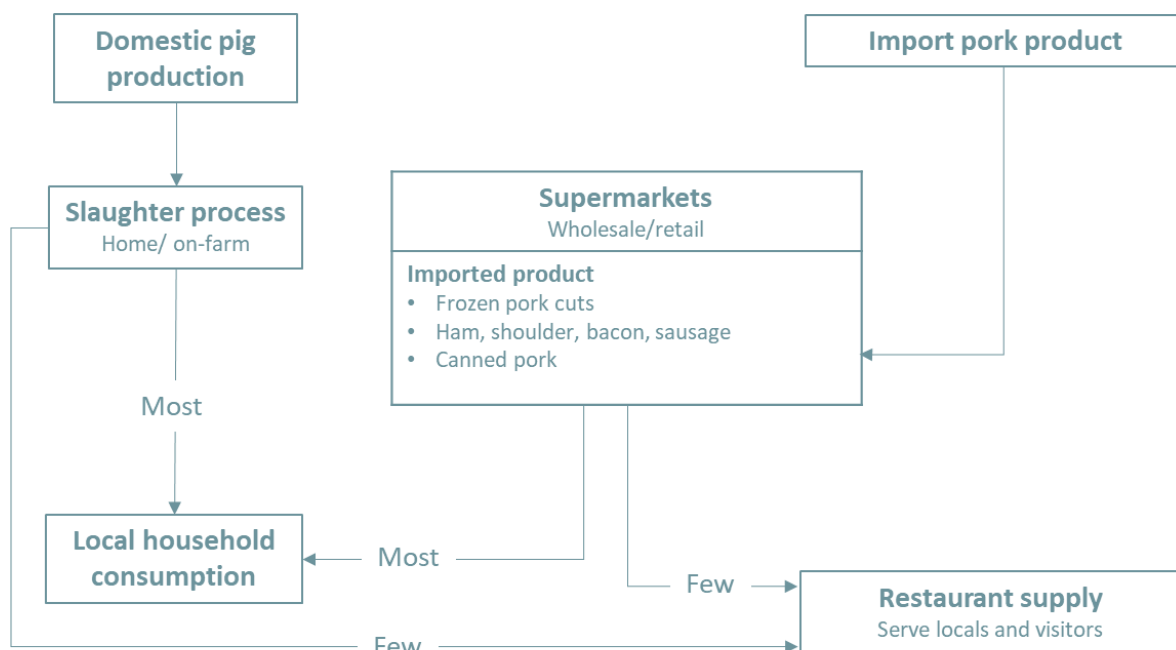 Domestic pig
production
Import pork product
Slaughter process
Home/ on-farm
Supermarkets
Wholesale/retail
Imported product
• Frozen pork cuts
• Ham, shoulder, bacon, sausage
• Canned pork
Most
Local household
consumption
Most
Few
Restaurant supply
Serve locals and visitors
Few